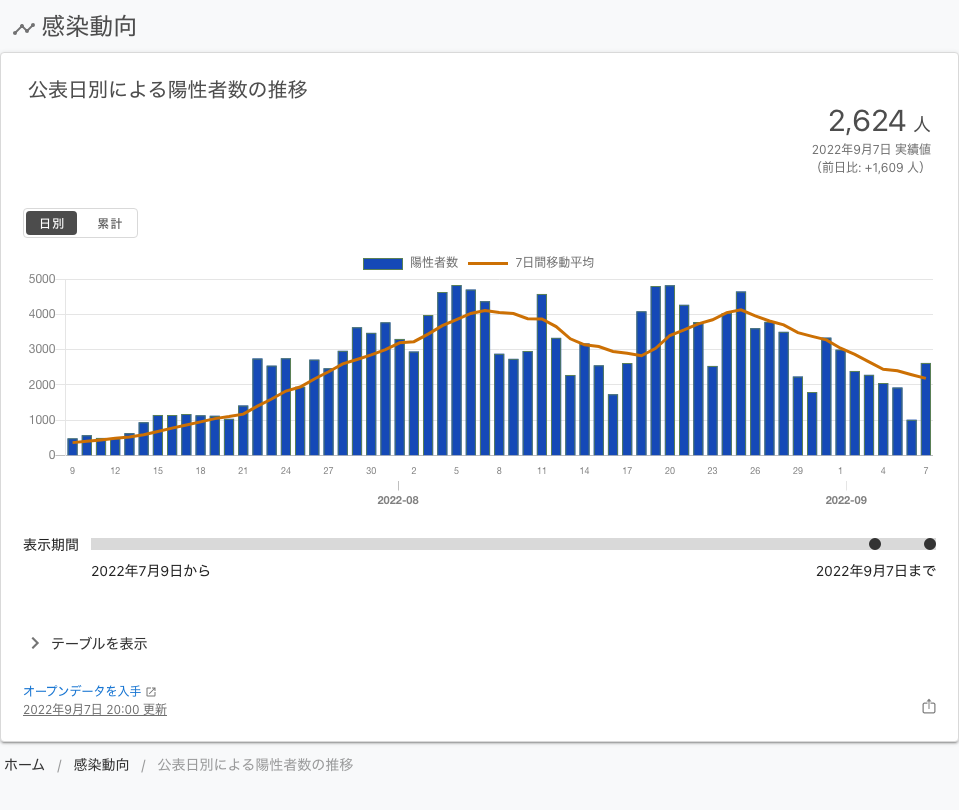 感染動向
公表日別による陽性者数の推移
2,624 人
2022年9月7日 実績値
（前日比: +1,609 人）
日別 累計
陽性者数 7日間移動平均
5000
4000
3000
2000
1000
0
9 12 15 18 21 24 27 30 2 5 8 11 14 17 20 23 26 29 1 4 7
2022-08 2022-09
表示期間
2022年7月9日から 2022年9月7日まで
テーブルを表示
オープンデータを入手
2022年9月7日 20:00 更新
ホーム / 感染動向 / 公表日別による陽性者数の推移